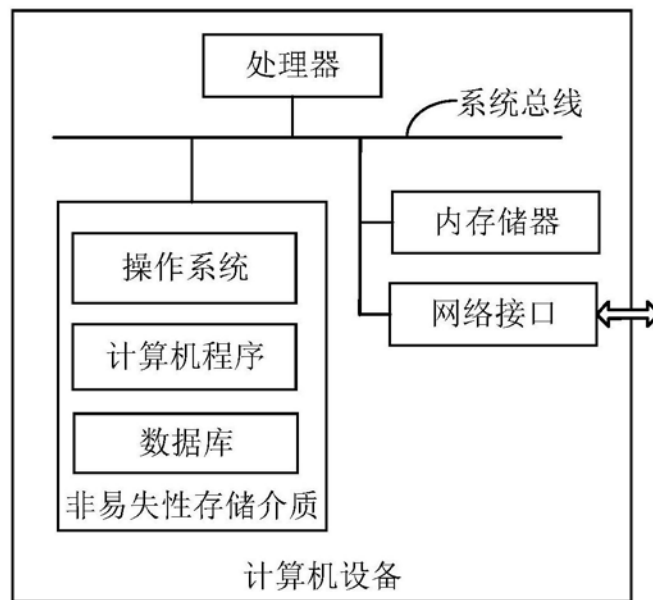 处理器
系统总线
内存储器
操作系统
网络接口
计算机程序
数据库
非易失性存储介质
计算机设备